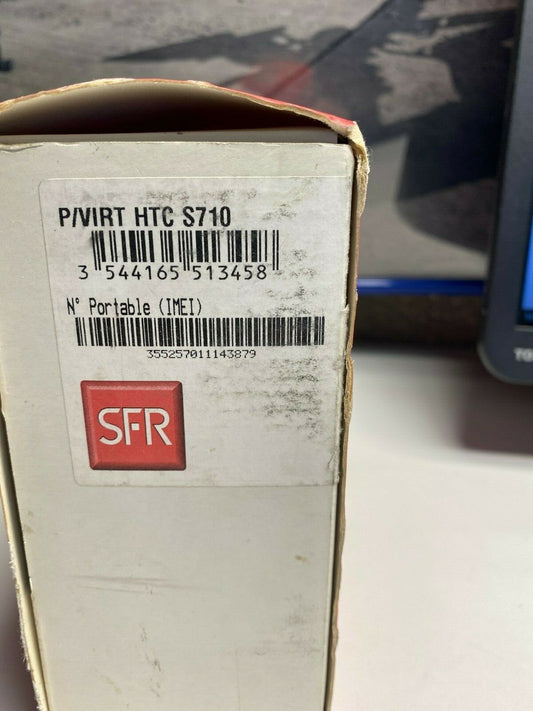 P/VIRT HTC S710
3 544165 513458
N° Portable (IMEI)
355257011143879
SFR